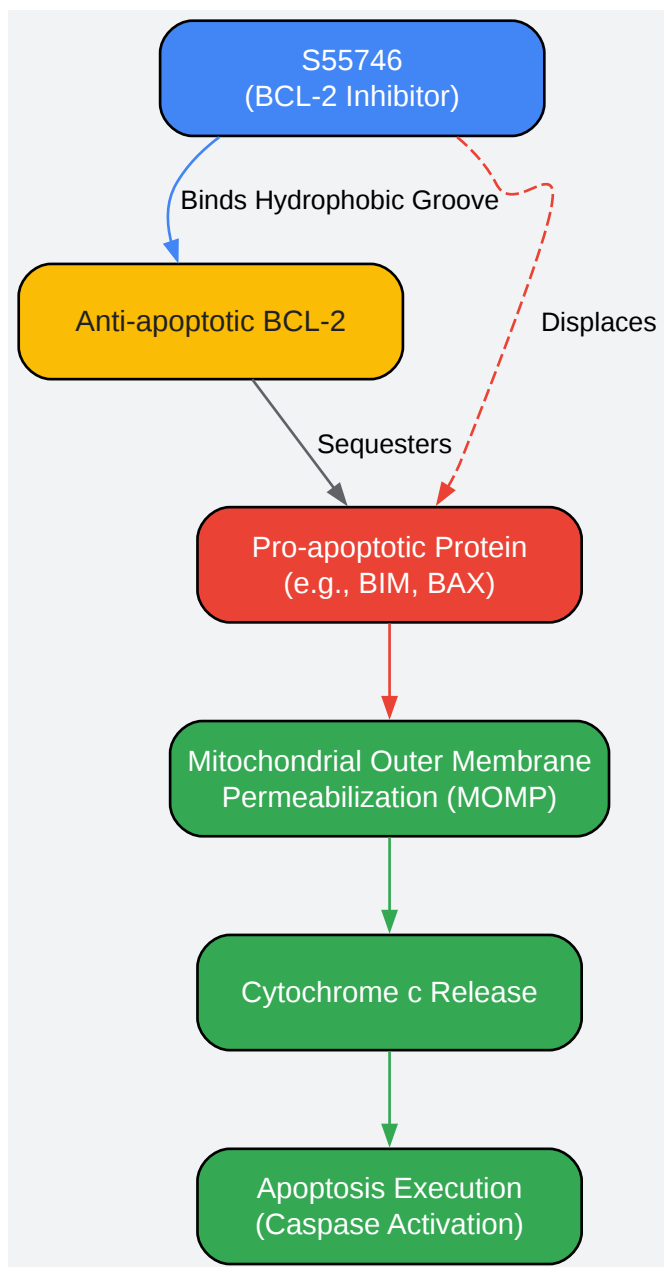 S55746
(BCL-2 Inhibitor)
Binds Hydrophobic Groove
Anti-apoptotic BCL-2
Displaces
Sequesters
Pro-apoptotic Protein
(e.g., BIM, BAX)
Mitochondrial Outer Membrane
Permeabilization (MOMP)
Cytochrome c Release
Apoptosis Execution
(Caspase Activation)